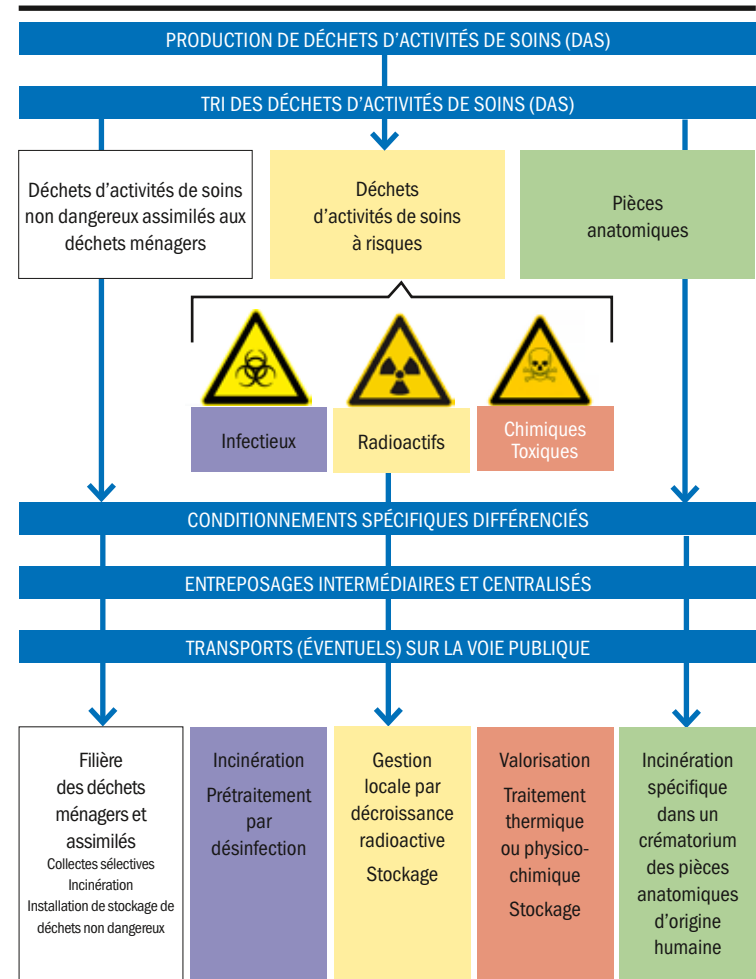 PRODUCTION DE DÉCHETS D'ACTIVITÉS DE SOINS (DAS)
TRI DES DÉCHETS D'ACTIVITÉS DE SOINS (DAS)
Déchets d'activités de soins
non dangereux assimilés aux
déchets ménagers
Déchets
d'activités de soins
à risques
Pièces
anatomiques
Infectieux
Radioactifs
Chimiques
Toxiques
CONDITIONNEMENTS SPÉCIFIQUES DIFFÉRENCIÉS
ENTREPOSAGES INTERMÉDIAIRES ET CENTRALISÉS
TRANSPORTS (ÉVENTUELS) SUR LA VOIE PUBLIQUE
Filière
des déchets
ménagers et
assimilés
Collectes sélectives
Incinération
Installation de stockage de
déchets non dangereux
Incinération
Prétraitement
par
désinfection
Gestion
locale par
décroissance
radioactive
Stockage
Valorisation
Traitement
thermique
ou physico-
chimique
Stockage
Incinération
spécifique
dans un
crématorium
des pièces
anatomiques
d'origine
humaine